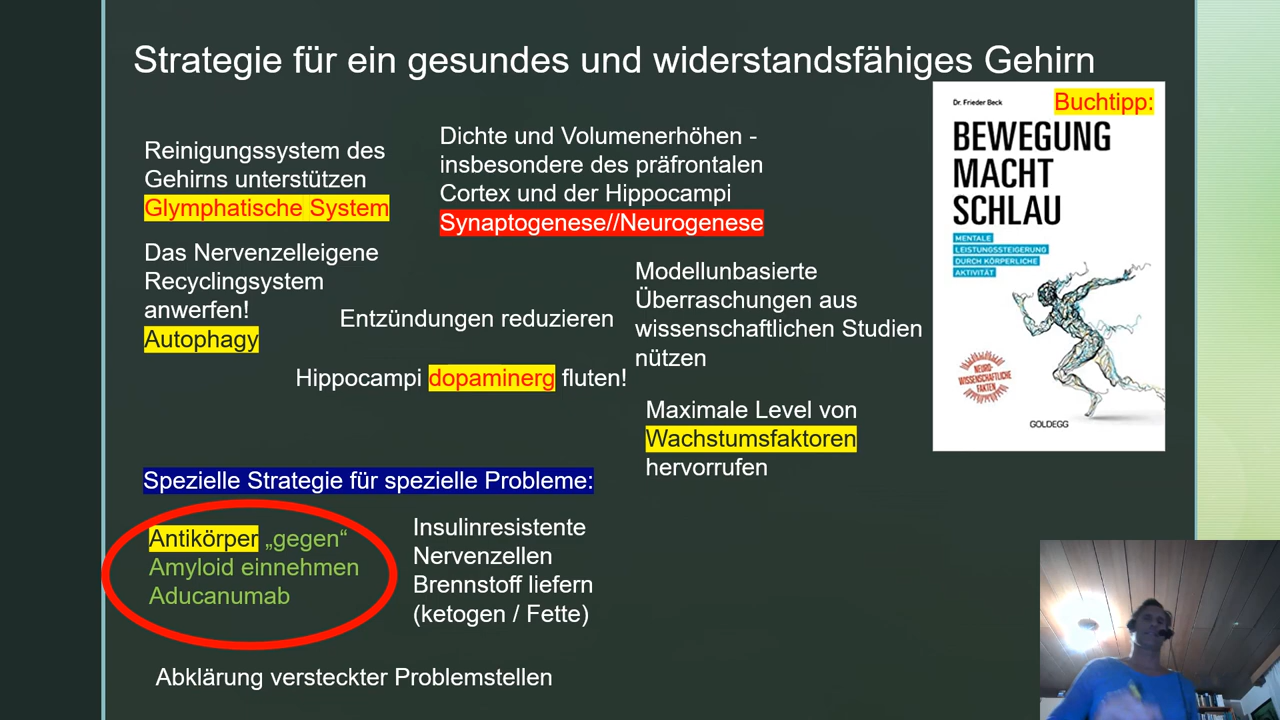 Strategie für ein gesundes und widerstandsfähiges Gehirn
Reinigungssystem des
Gehirns unterstützen
Glymphatische System
Dichte und Volumenerhöhen -
insbesondere des präfrontalen
Cortex und der Hippocampi
Synaptogenese//Neurogenese
Das Nervenzelleigene
Recyclingsystem
anwerfen!
Autophagy
Entzündungen reduzieren
Modellunbasierte
Überraschungen aus
wissenschaftlichen Studien
nützen
Hippocampi dopaminerg fluten!
Maximale Level von
Wachstumsfaktoren
hervorrufen
Buchtipp:
Dr. Frieder Beck
BEWEGUNG
MACHT
SCHLAU
MENTALE
LEISTUNGSSTEIGERUNG
DURCH KÖRPERLICHE
AKTIVITÄT
NEURO-
WISSENSCHAFTLICHE
FAKTEN
GOLDEGG
Spezielle Strategie für spezielle Probleme:
Antikörper „gegen“
Amyloid einnehmen
Aducanumab
Insulinresistente
Nervenzellen
Brennstoff liefern
(ketogen / Fette)
Abklärung versteckter Problemstellen